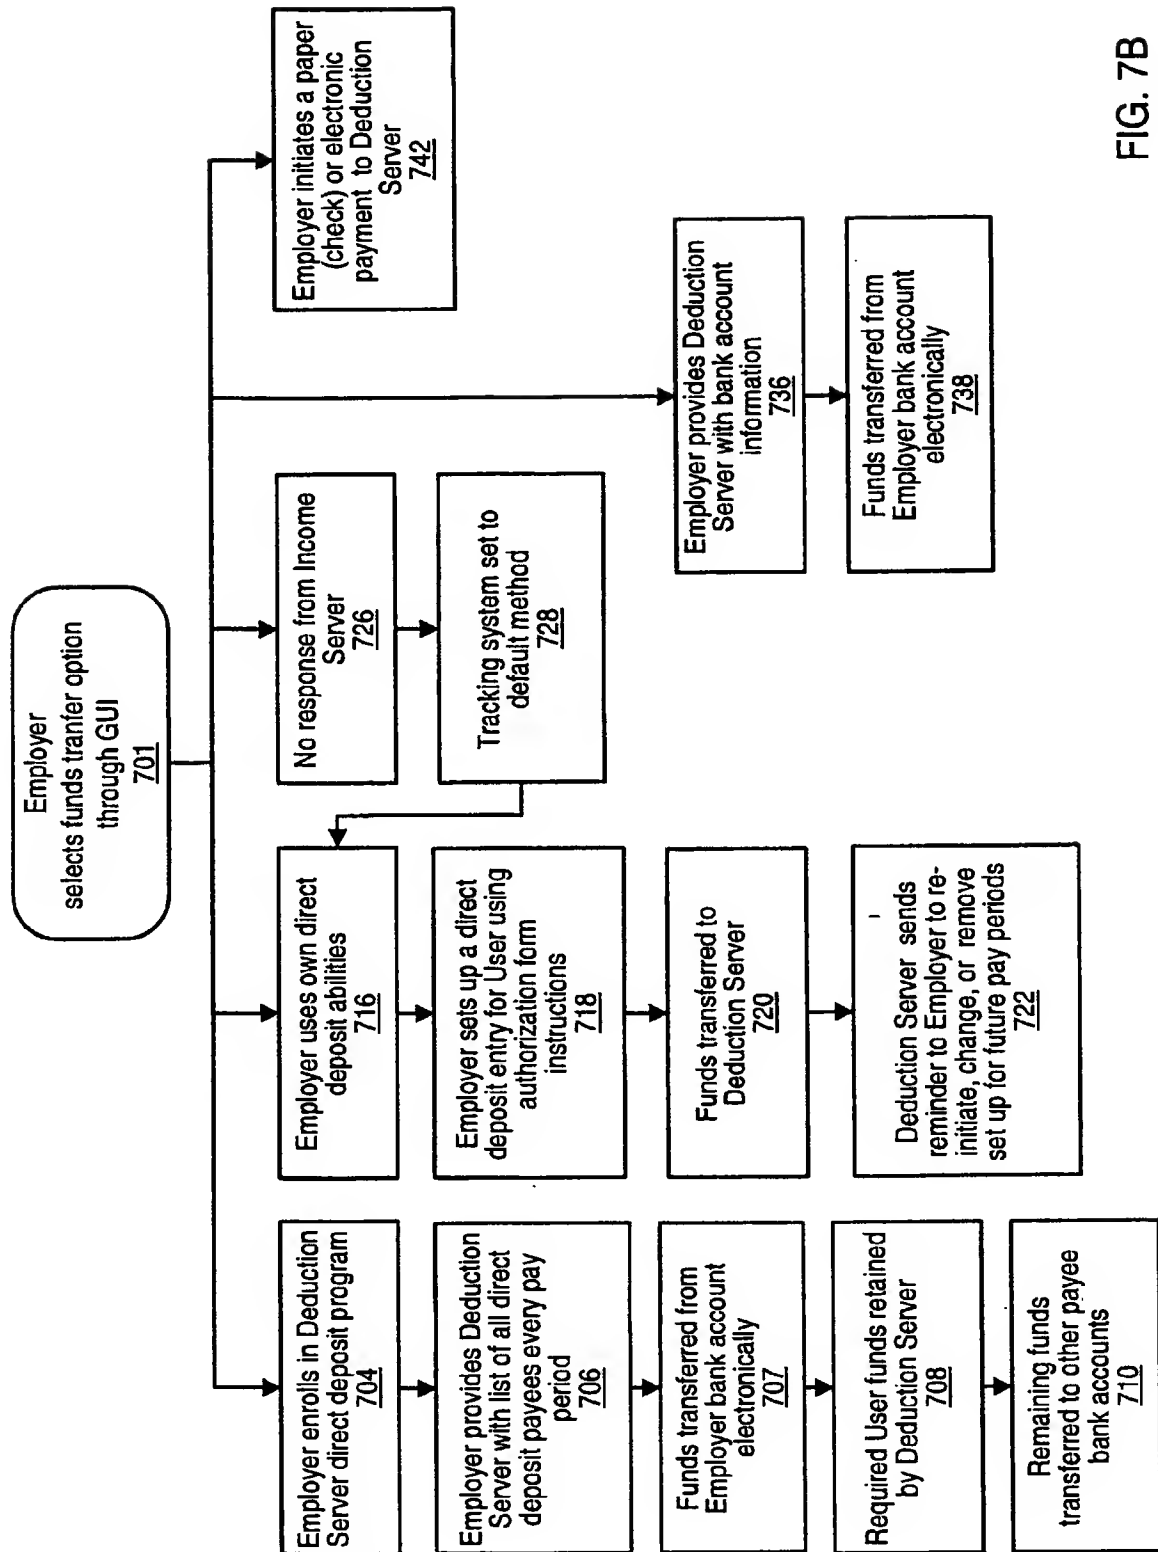 Employer
selects funds tranfer option
through GUI
701
Employer enrolls in Deduction
Server direct deposit program
704
Employer provides Deduction
Server with list of all direct
deposit payees every pay
period
706
Funds transferred from
Employer bank account
electronically
707
Required User funds retained
by Deduction Server
708
Remaining funds
transferred to other payee
bank accounts
710
Employer uses own direct
deposit abilities
716
Employer sets up a direct
deposit entry for User using
authorization form
instructions
718
Funds transferred to
Deduction Server
720
Deduction Server sends
reminder to Employer to re-
initiate, change, or remove
set up for future pay periods
722
No response from Income
Server
726
Tracking system set to
default method
728
Employer provides Deduction
Server with bank account
information
736
Funds transferred from
Employer bank account
electronically
738
Employer initiates a paper
(check) or electronic
payment to Deduction
Server
742
FIG. 7B